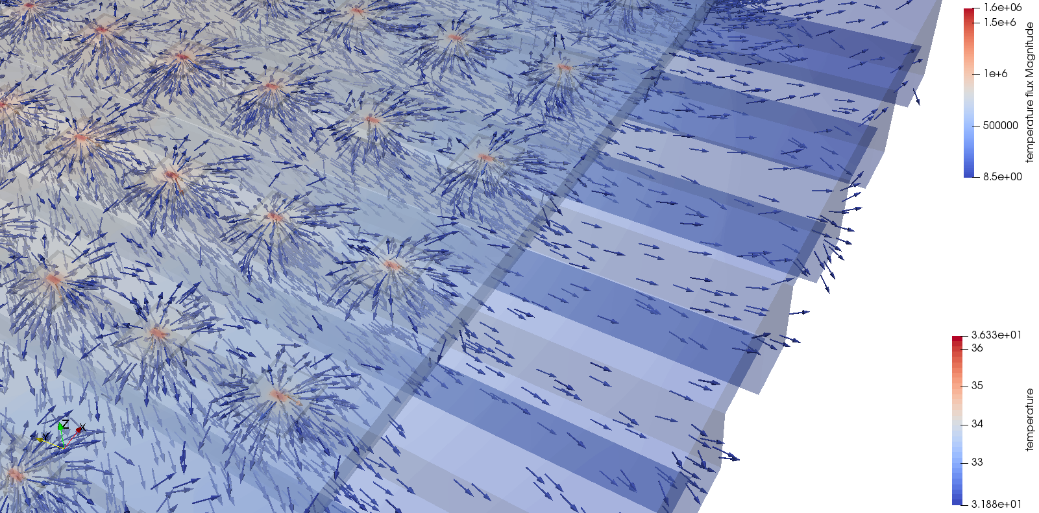 1.6e+06
1.5e+6
1e+6
500000
8.5e+00
temperature flux Magnitude
3.633e+01
36
35
34
33
3.188e+01
temperature
Z
X